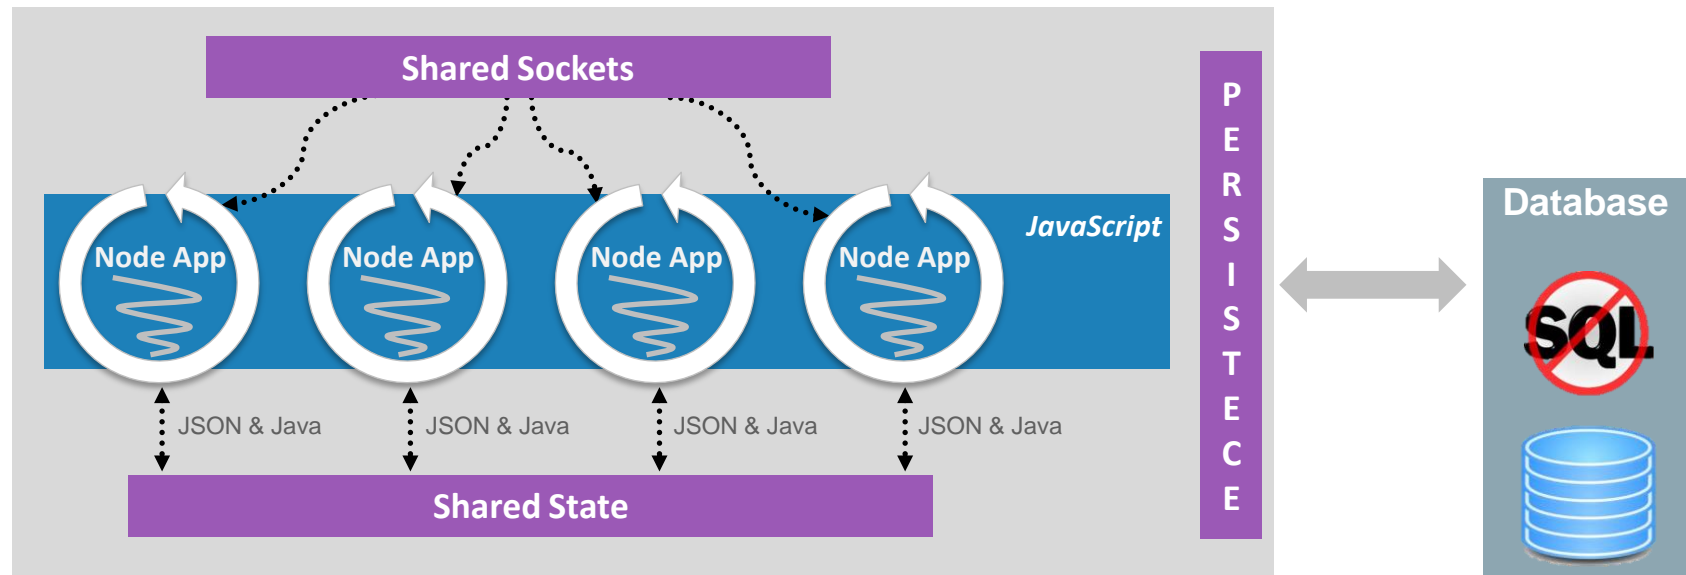 Shared Sockets
JavaScript
Node App
Node App
Node App
Node App
JSON & Java
JSON & Java
JSON & Java
JSON & Java
Shared State
P
E
R
S
I
S
T
E
C
E
Database
SQL